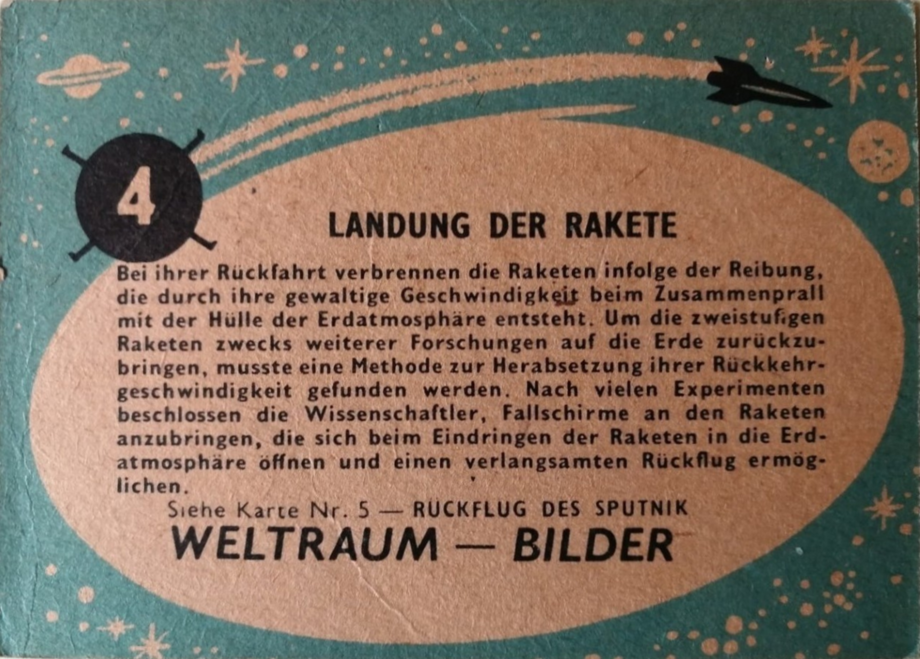 4
LANDUNG DER RAKETE
Bei ihrer Rückfahrt verbrennen die Raketen infolge der Reibung,
die durch ihre gewaltige Geschwindigkeit beim Zusammenprall
mit der Hülle der Erdatmosphäre entsteht. Um die zweistufigen
Raketen zwecks weiterer Forschungen auf die Erde zurückzu-
bringen, musste eine Methode zur Herabsetzung ihrer Rückkehr-
geschwindigkeit gefunden werden. Nach vielen Experimenten
beschlossen die Wissenschaftler, Fallschirme an den Raketen
anzubringen, die sich beim Eindringen der Raketen in die Erd-
atmosphäre öffnen und einen verlangsamten Rückflug ermög-
lichen.
Siehe Karte Nr. 5 — RÜCKFLUG DES SPUTNIK
WELTRAUM — BILDER